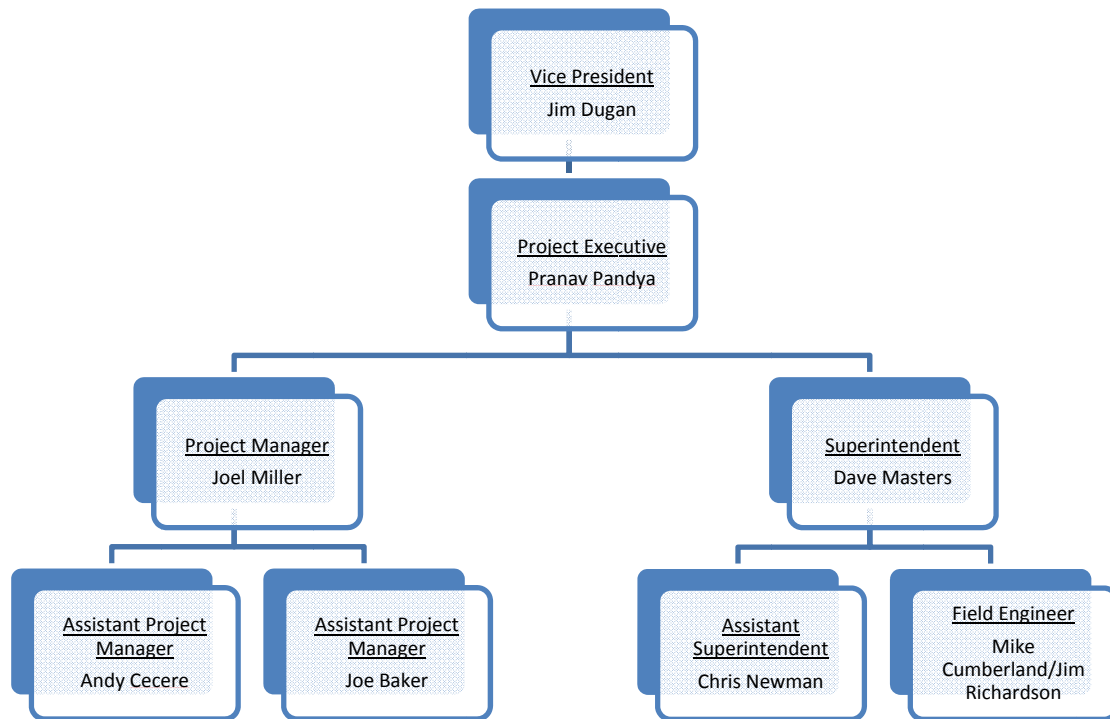 Vice President
Jim Dugan
Project Executive
Pranav Pandya
Project Manager
Joel Miller
Superintendent
Dave Masters
Assistant Project
Manager
Andy Cecere
Assistant Project
Manager
Joe Baker
Assistant
Superintendent
Chris Newman
Field Engineer
Mike
Cumberland/Jim
Richardson